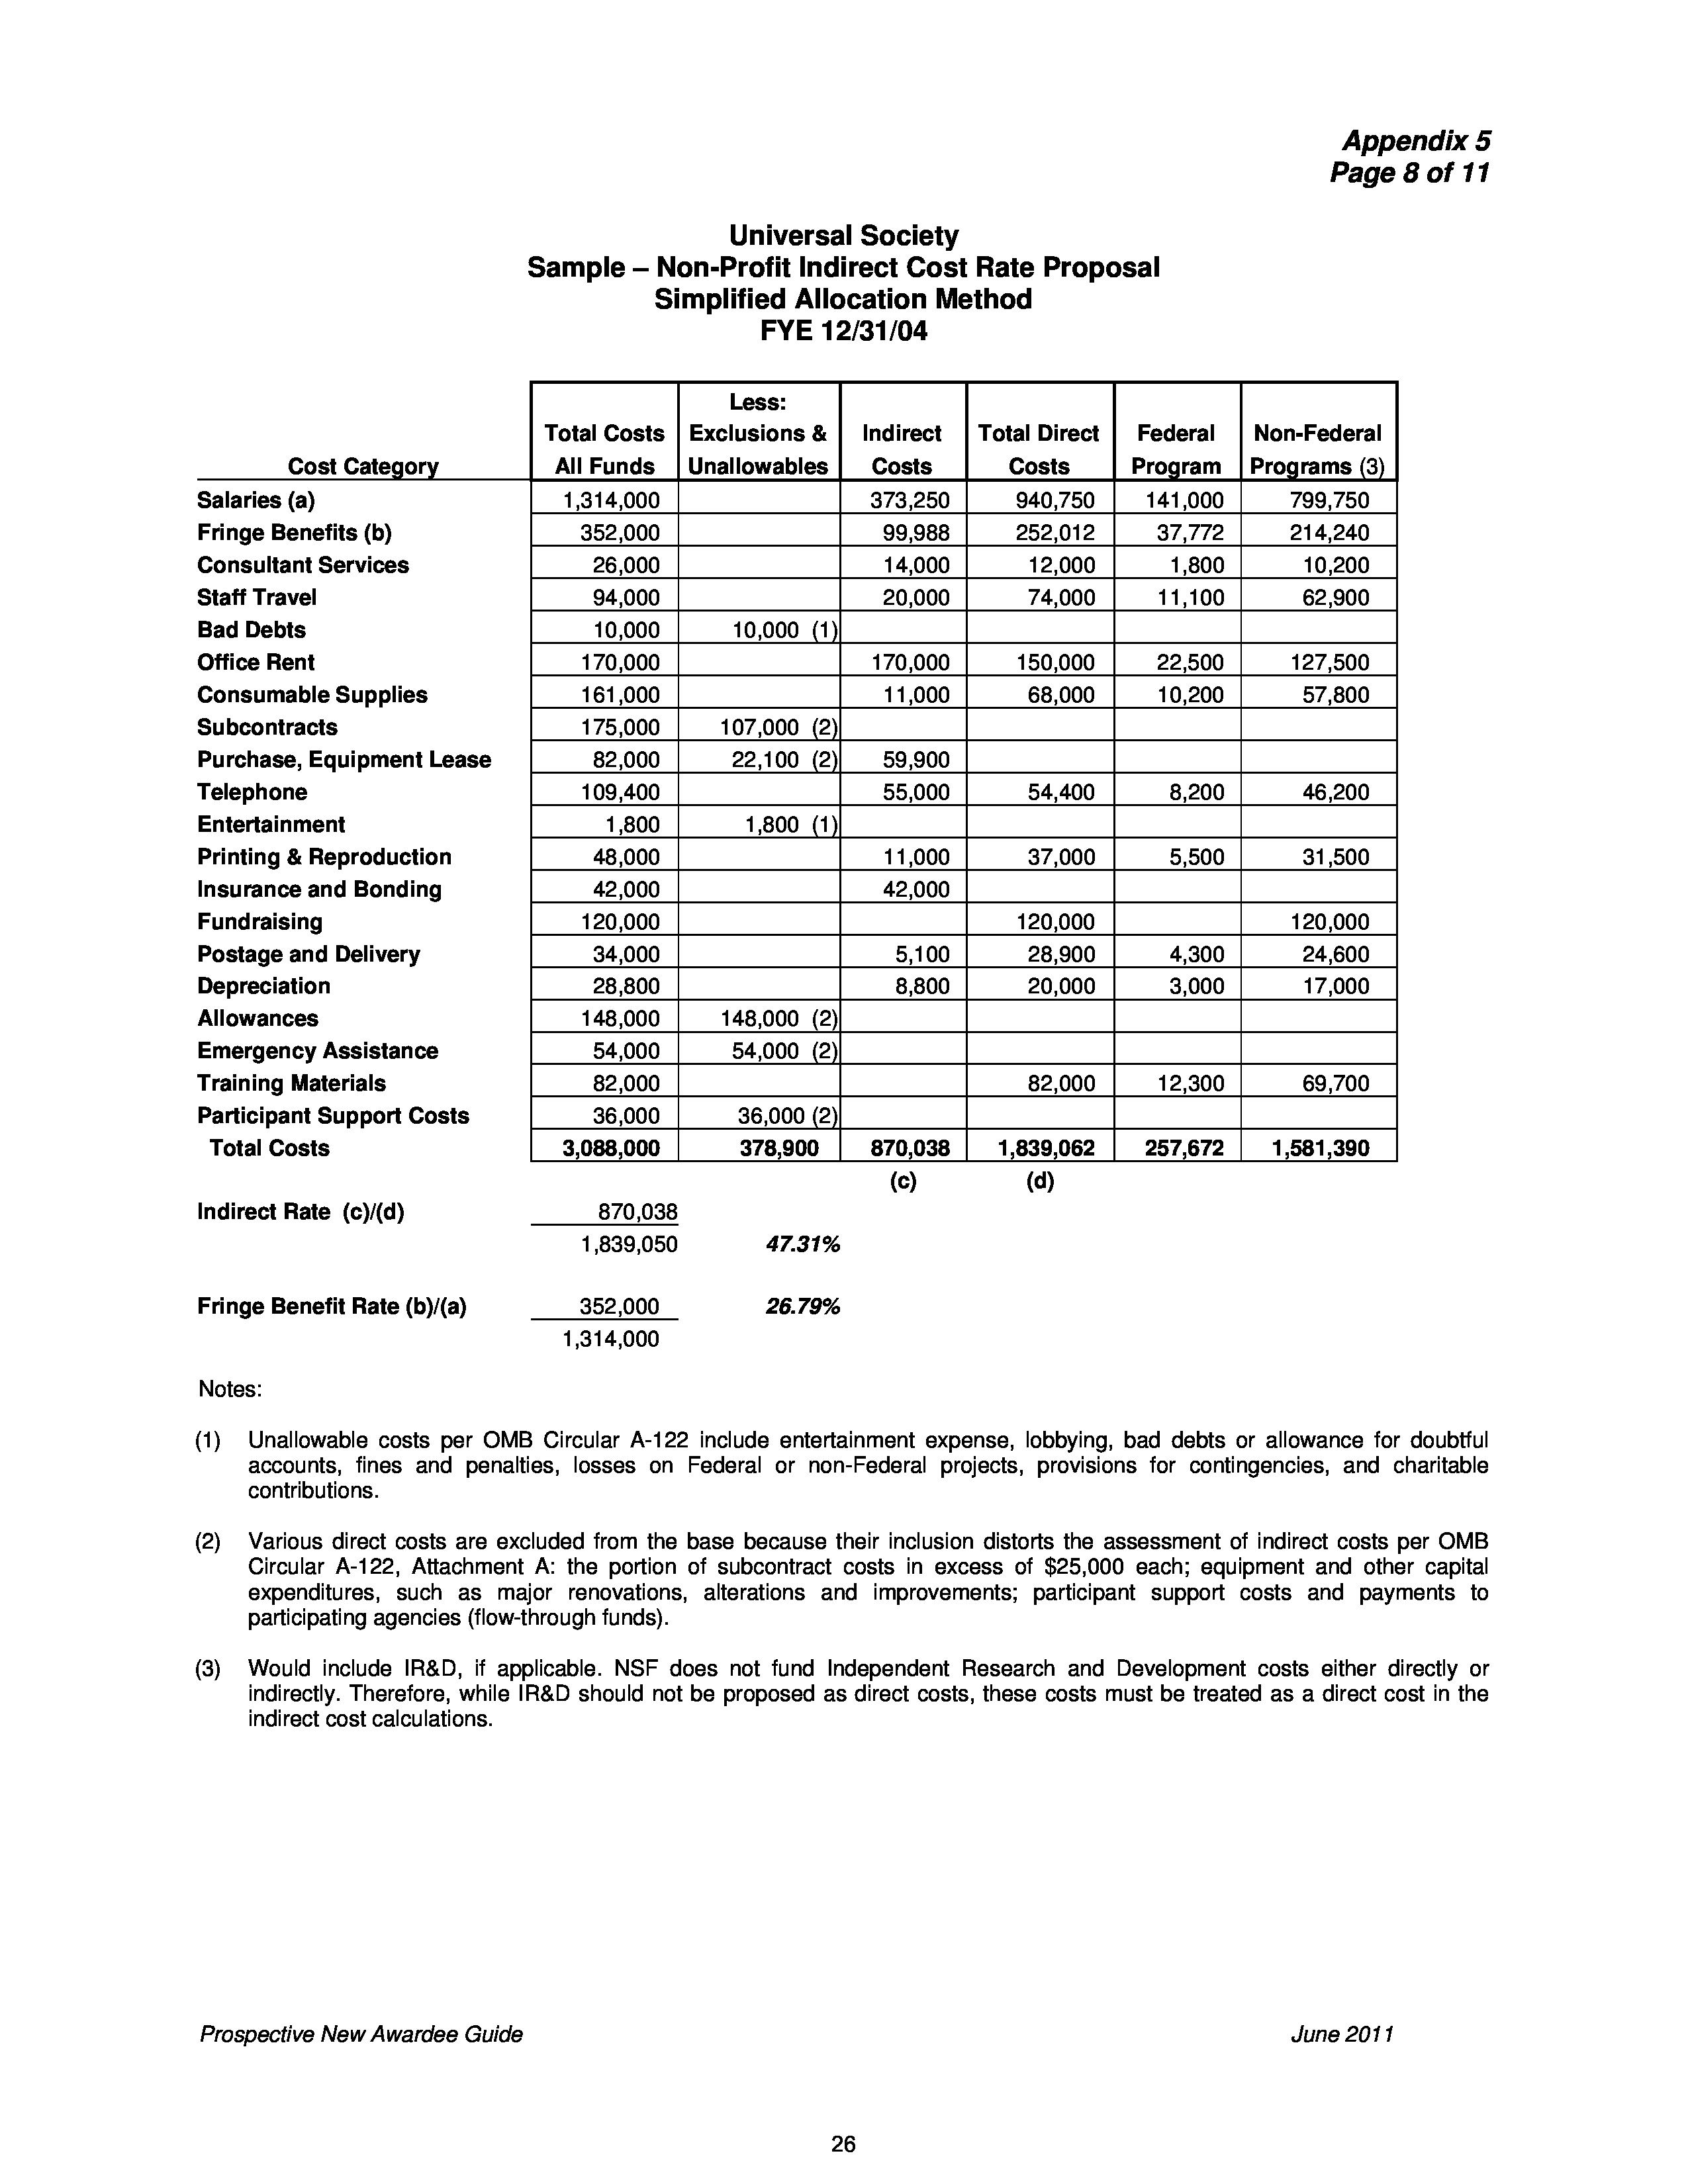 Appendix 5
Page 8 of 11
Universal Society
Sample – Non-Profit Indirect Cost Rate Proposal
Simplified Allocation Method
FYE 12/31/04
Less:
Total Costs Exclusions & Indirect Total Direct Federal Non-Federal
Cost Category All Funds Unallowables Costs Costs Program Programs (3)
Salaries (a) 1,314,000 373,250 940,750 141,000 799,750
Fringe Benefits (b) 352,000 99,988 252,012 37,772 214,240
Consultant Services 26,000 14,000 12,000 1,800 10,200
Staff Travel 94,000 20,000 74,000 11,100 62,900
Bad Debts 10,000 10,000 (1)
Office Rent 170,000 170,000 150,000 22,500 127,500
Consumable Supplies 161,000 11,000 68,000 10,200 57,800
Subcontracts 175,000 107,000 (2)
Purchase, Equipment Lease 82,000 22,100 (2) 59,900
Telephone 109,400 55,000 54,400 8,200 46,200
Entertainment 1,800 1,800 (1)
Printing & Reproduction 48,000 11,000 37,000 5,500 31,500
Insurance and Bonding 42,000 42,000
Fundraising 120,000 120,000 120,000
Postage and Delivery 34,000 5,100 28,900 4,300 24,600
Depreciation 28,800 8,800 20,000 3,000 17,000
Allowances 148,000 148,000 (2)
Emergency Assistance 54,000 54,000 (2)
Training Materials 82,000 82,000 12,300 69,700
Participant Support Costs 36,000 36,000 (2)
Total Costs 3,088,000 378,900 870,038 1,839,062 257,672 1,581,390
(c) (d)
Indirect Rate (c)/(d) 870,038
1,839,050 47.31%
Fringe Benefit Rate (b)/(a) 352,000 26.79%
1,314,000
Notes:
(1) Unallowable costs per OMB Circular A-122 include entertainment expense, lobbying, bad debts or allowance for doubtful
accounts, fines and penalties, losses on Federal or non-Federal projects, provisions for contingencies, and charitable
contributions.
(2) Various direct costs are excluded from the base because their inclusion distorts the assessment of indirect costs per OMB
Circular A-122, Attachment A: the portion of subcontract costs in excess of $25,000 each; equipment and other capital
expenditures, such as major renovations, alterations and improvements; participant support costs and payments to
participating agencies (flow-through funds).
(3) Would include IR&D, if applicable. NSF does not fund Independent Research and Development costs either directly or
indirectly. Therefore, while IR&D should not be proposed as direct costs, these costs must be treated as a direct cost in the
indirect cost calculations.
Prospective New Awardee Guide June 2011
26